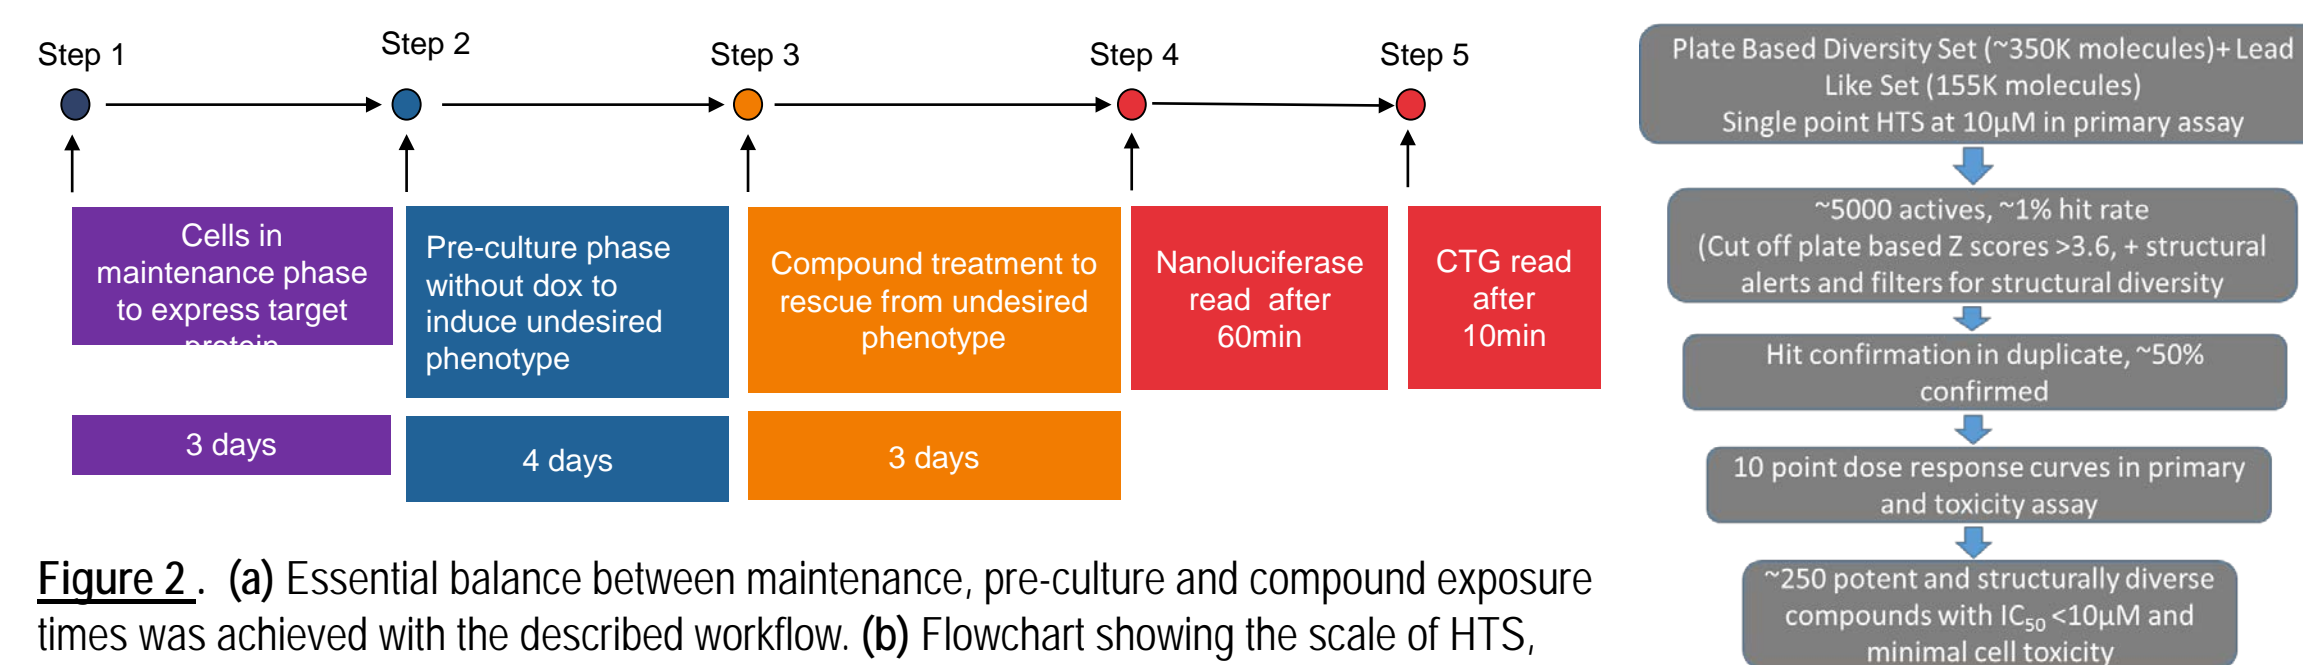 Step 1
Step 2
Step 3
Step 4
Step 5
Cells in
maintenance phase
to express target
protein
Pre-culture phase
without dox to
induce undesired
phenotype
Compound treatment to
rescue from undesired
phenotype
Nanoluciferase
read after
60min
CTG read
after
10min
3 days
4 days
3 days
Figure 2 . (a) Essential balance between maintenance, pre-culture and compound exposure
times was achieved with the described workflow. (b) Flowchart showing the scale of HTS,
Plate Based Diversity Set (~350K molecules)+ Lead
Like Set (155K molecules)
Single point HTS at 10µM in primary assay
~5000 actives, ~1% hit rate
(Cut off plate based Z scores >3.6, + structural
alerts and filters for structural diversity
Hit confirmation in duplicate, ~50%
confirmed
10 point dose response curves in primary
and toxicity assay
~250 potent and structurally diverse
compounds with IC50 <10µM and
minimal cell toxicity